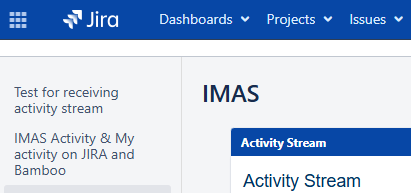 Jira Dashboards Projects Issues
Test for receiving
activity stream
IMAS Activity & My
activity on JIRA and
Bamboo
IMAS
Activity Stream
Activity Stream